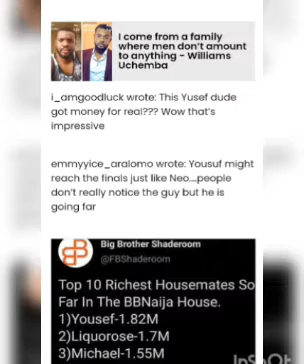 I come from a family
where men don't amount
to anything - Williams
Uchemba
i_amgoodluck wrote: This Yusef dude
got money for real??? Wow that's
impressive
emmyyice_aralomo wrote: Yousuf might
reach the finals just like Neo....people
don't really notice the guy but he is
going far
Big Brother Shaderoom
@FBShaderoom
Top 10 Richest Housemates So
Far In The BBNaija House.
1)Yousef-1.82M
2)Liquorose-1.7M
3)Michael-1.55M
InShOt